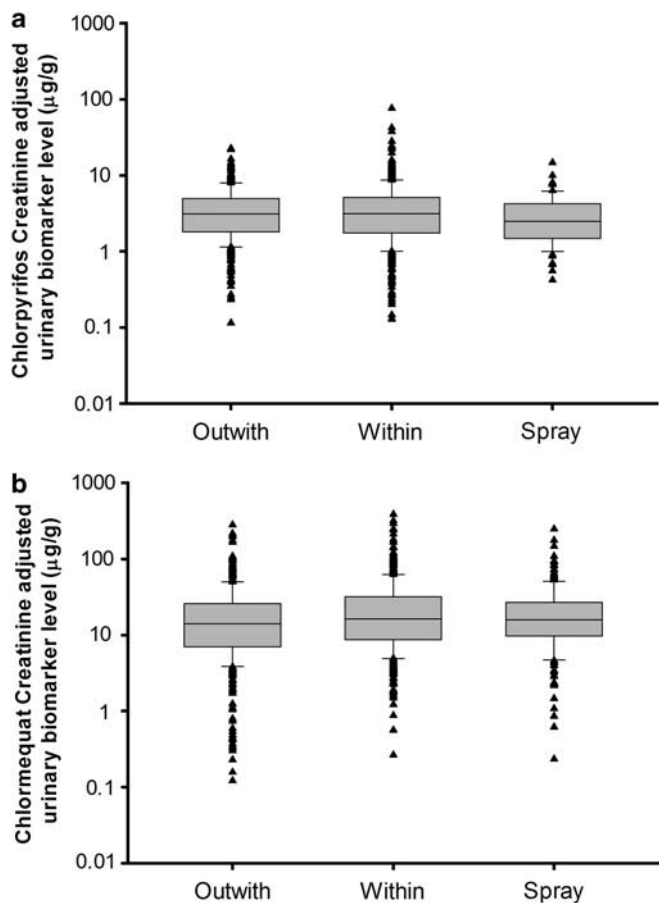 a
Chlorpyrifos Creatinine adjusted
urinary biomarker level (μg/g)
1000
100
10
1
0.1
0.01
Outwith Within Spray
b
Chlormequat Creatinine adjusted
urinary biomarker level (μg/g)
1000
100
10
1
0.1
0.01
Outwith Within Spray